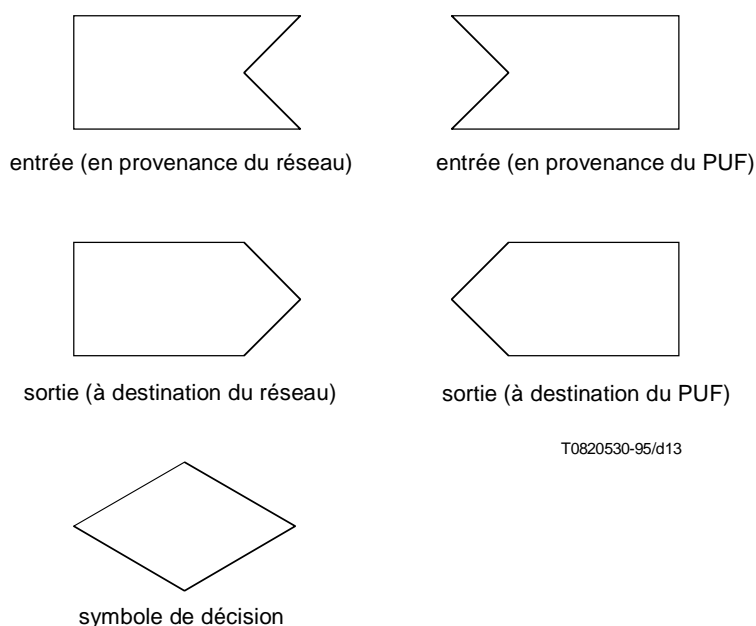 entrée (en provenance du réseau)
entrée (en provenance du PUF)
sortie (à destination du réseau)
sortie (à destination du PUF)
T0820530-95/d13
symbole de décision